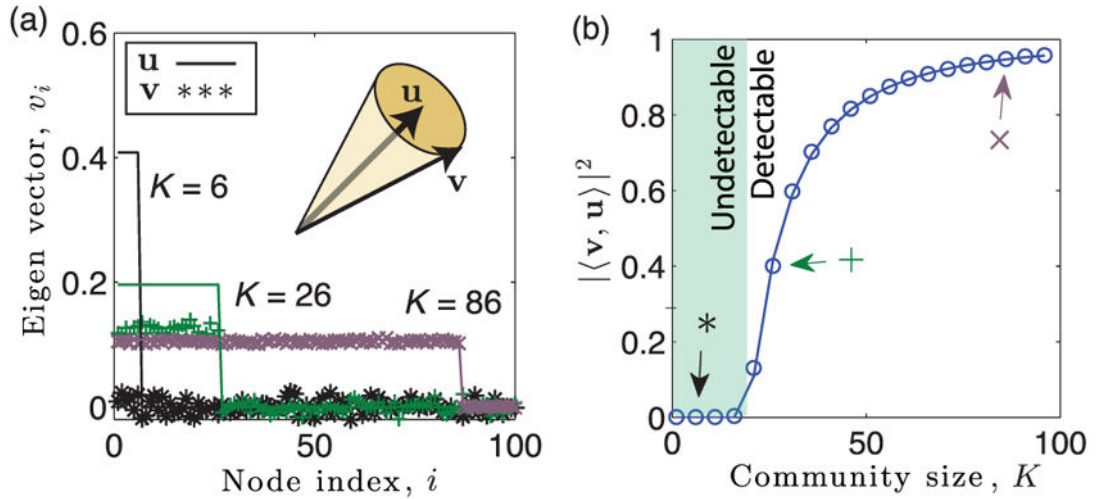 (a)
0.6
0.4
0.2
0
Eigen vector, v_i
u
v ***
u
v
K = 6
K = 26
K = 86
0
50
100
Node index, i
(b)
1
0.8
0.6
0.4
0.2
0
|⟨v, u⟩|²
Undetectable
Detectable
0
50
100
Community size, K